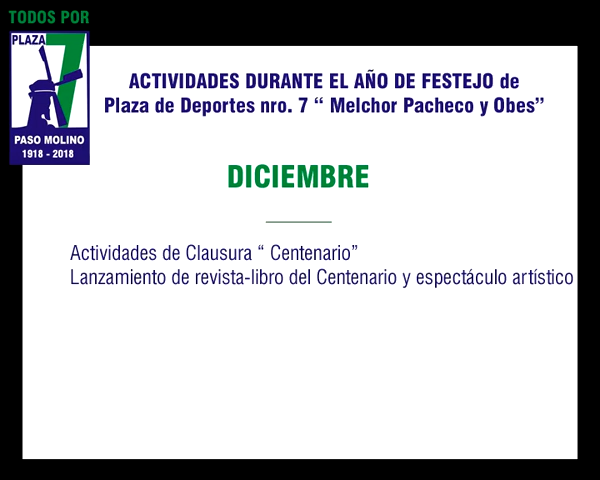 TODOS POR
PLAZA
7
PASO MOLINO
1918 - 2018
ACTIVIDADES DURANTE EL AÑO DE FESTEJO de
Plaza de Deportes nro. 7 “ Melchor Pacheco y Obes”
DICIEMBRE
Actividades de Clausura “ Centenario”
Lanzamiento de revista-libro del Centenario y espectáculo artístico